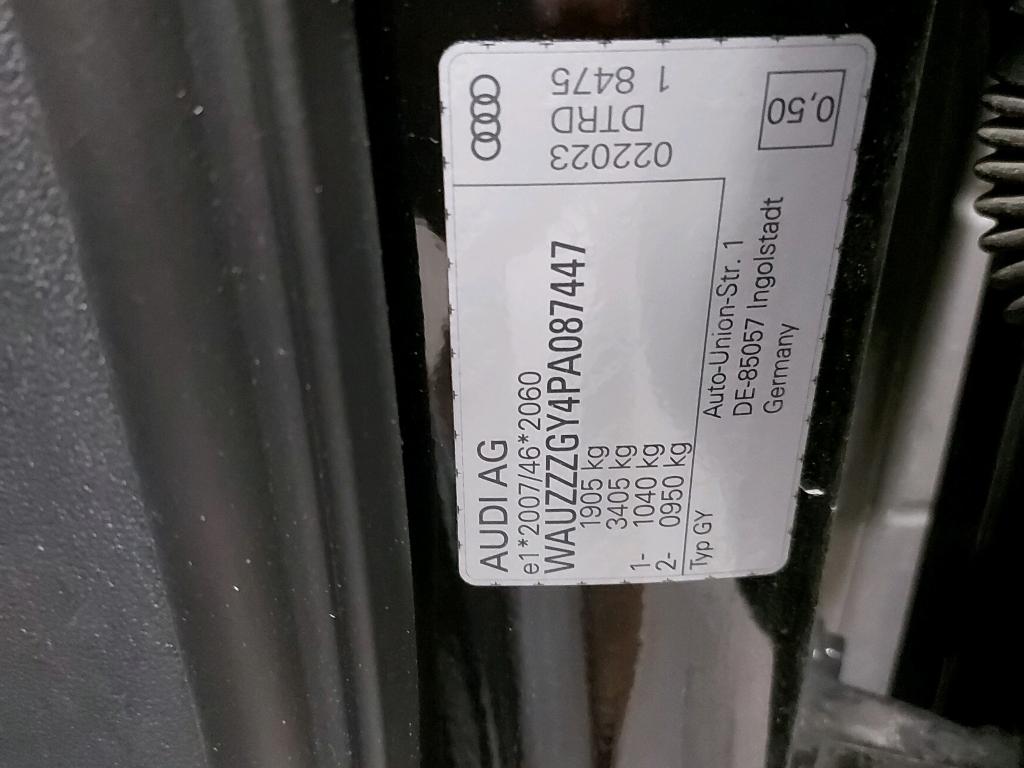 AUDI AG
e1*2007/46*2060
WAUZZZGY4PA087447
1905 kg
3405 kg
1- 1040 kg
2- 0950 kg
Typ GY
Auto-Union-Str. 1
DE-85057 Ingolstadt
Germany
022023
DTRD
1 8475
0,50